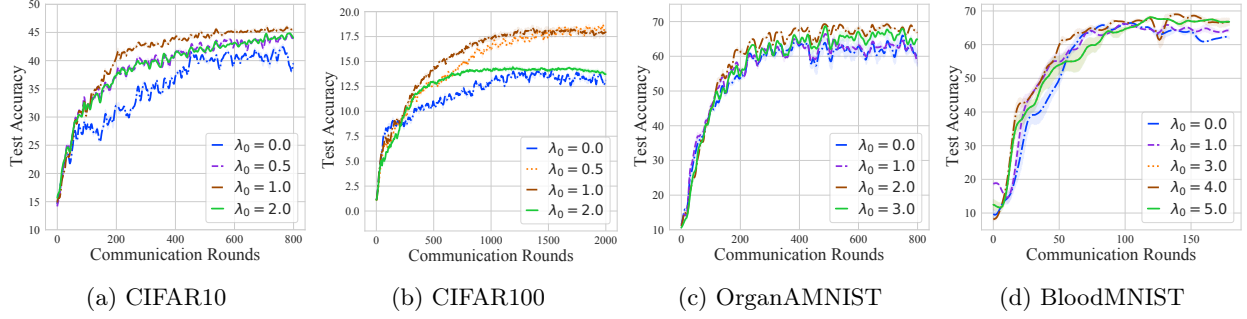 Test Accuracy
50
45
40
35
30
25
20
15
10
0
200
400
600
800
Communication Rounds
λ₀ = 0.0
λ₀ = 0.5
λ₀ = 1.0
λ₀ = 2.0
(a) CIFAR10
Test Accuracy
20.0
17.5
15.0
12.5
10.0
7.5
5.0
2.5
0.0
0
500
1000
1500
2000
Communication Rounds
λ₀ = 0.0
λ₀ = 0.5
λ₀ = 1.0
λ₀ = 2.0
(b) CIFAR100
Test Accuracy
70
60
50
40
30
20
10
0
200
400
600
800
Communication Rounds
λ₀ = 0.0
λ₀ = 1.0
λ₀ = 2.0
λ₀ = 3.0
(c) OrganAMNIST
Test Accuracy
70
60
50
40
30
20
10
0
50
100
150
Communication Rounds
λ₀ = 0.0
λ₀ = 1.0
λ₀ = 3.0
λ₀ = 4.0
λ₀ = 5.0
(d) BloodMNIST